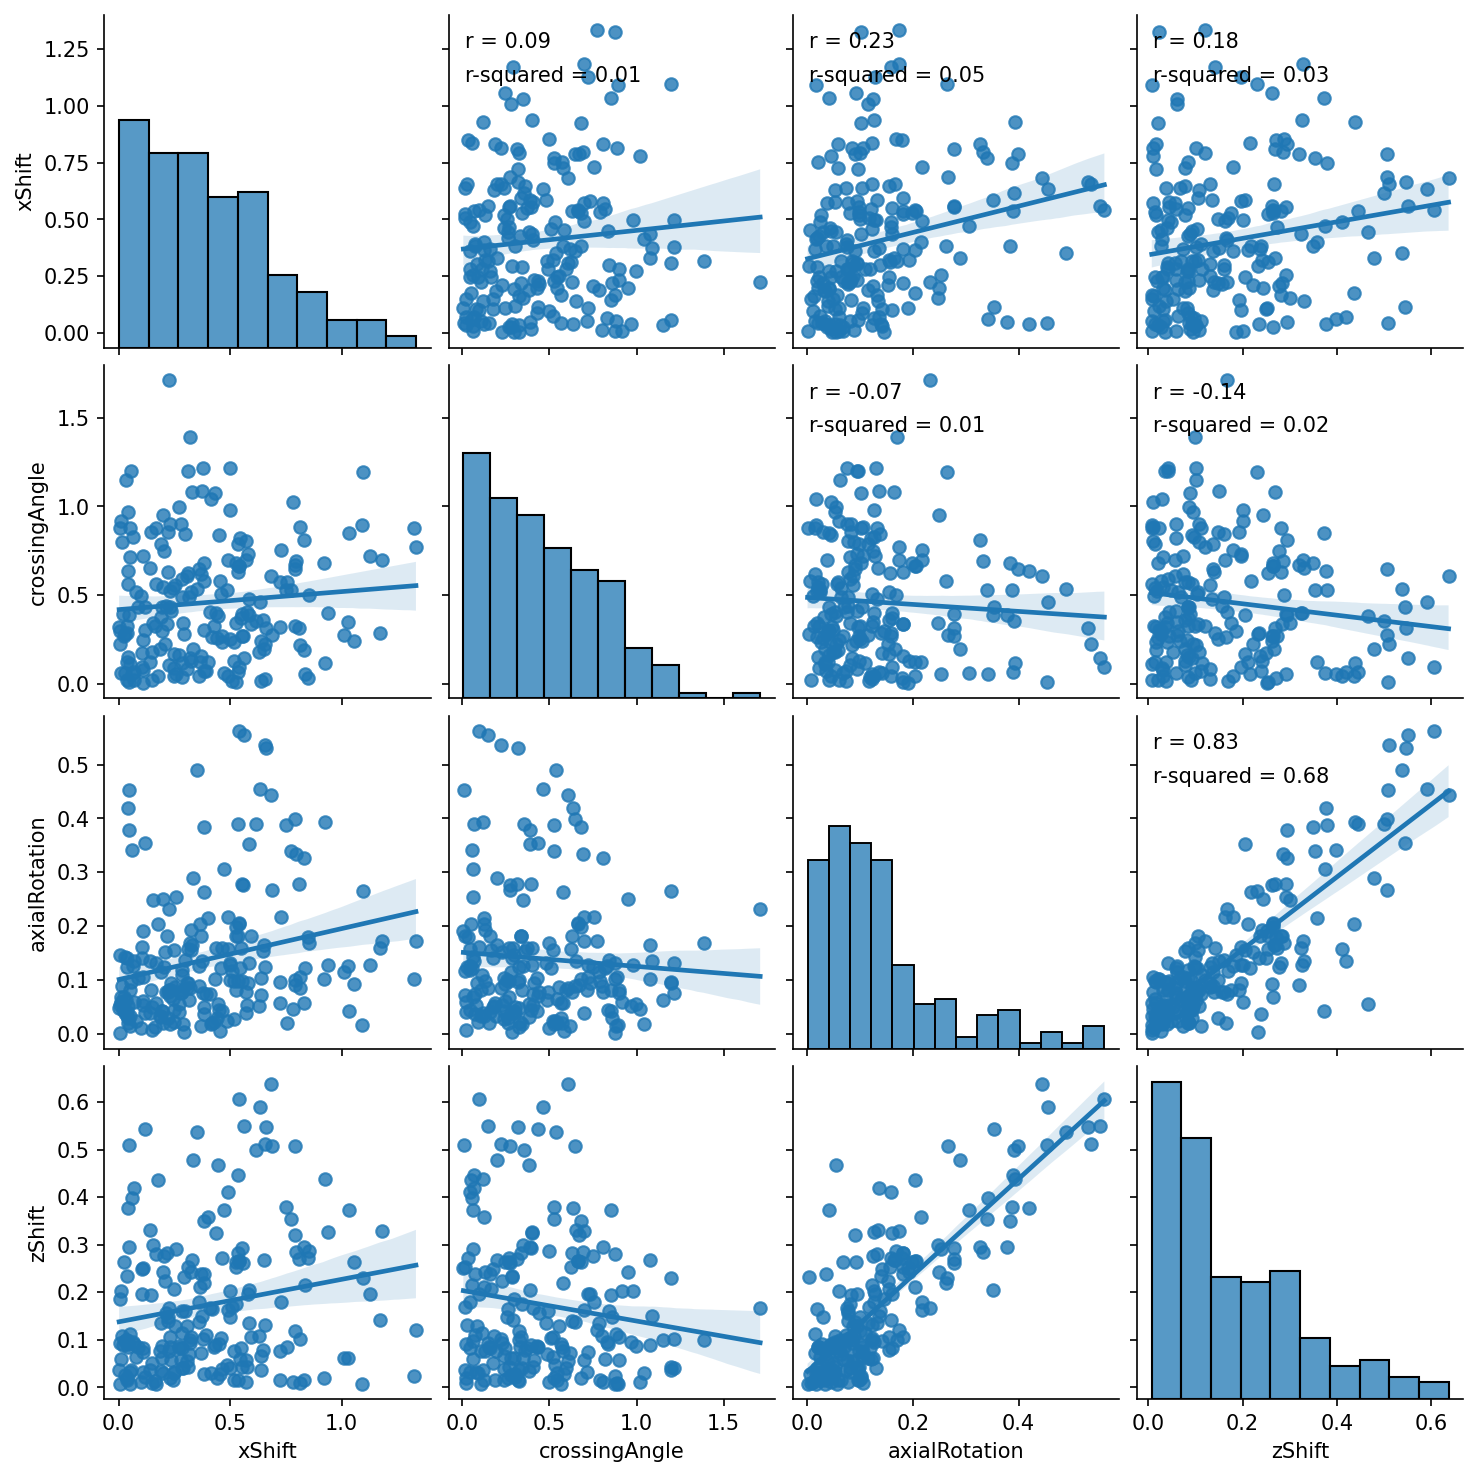 1.25
1.00
0.75
0.50
0.25
0.00
xShift
r = 0.09
r-squared = 0.01
r = 0.23
r-squared = 0.05
r = 0.18
r-squared = 0.03
1.5
1.0
0.5
0.0
crossingAngle
r = -0.07
r-squared = 0.01
r = -0.14
r-squared = 0.02
0.5
0.4
0.3
0.2
0.1
0.0
axialRotation
r = 0.83
r-squared = 0.68
0.6
0.5
0.4
0.3
0.2
0.1
0.0
zShift
0.0 0.5 1.0
xShift
0.0 0.5 1.0 1.5
crossingAngle
0.0 0.2 0.4
axialRotation
0.0 0.2 0.4 0.6
zShift